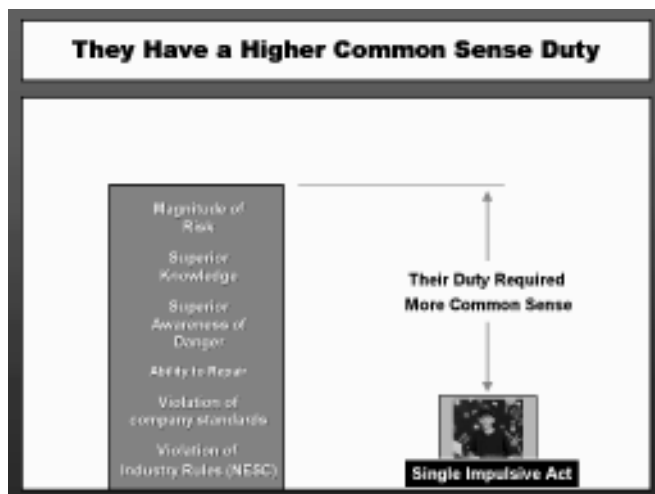 They Have a Higher Common Sense Duty
Magnitude of
Risk
Superior
Knowledge
Superior
Awareness of
Danger
Ability to Repair
Violation of
company standards
Violation of
Industry Rules (NESC)
Their Duty Required
More Common Sense
Single Impulsive Act